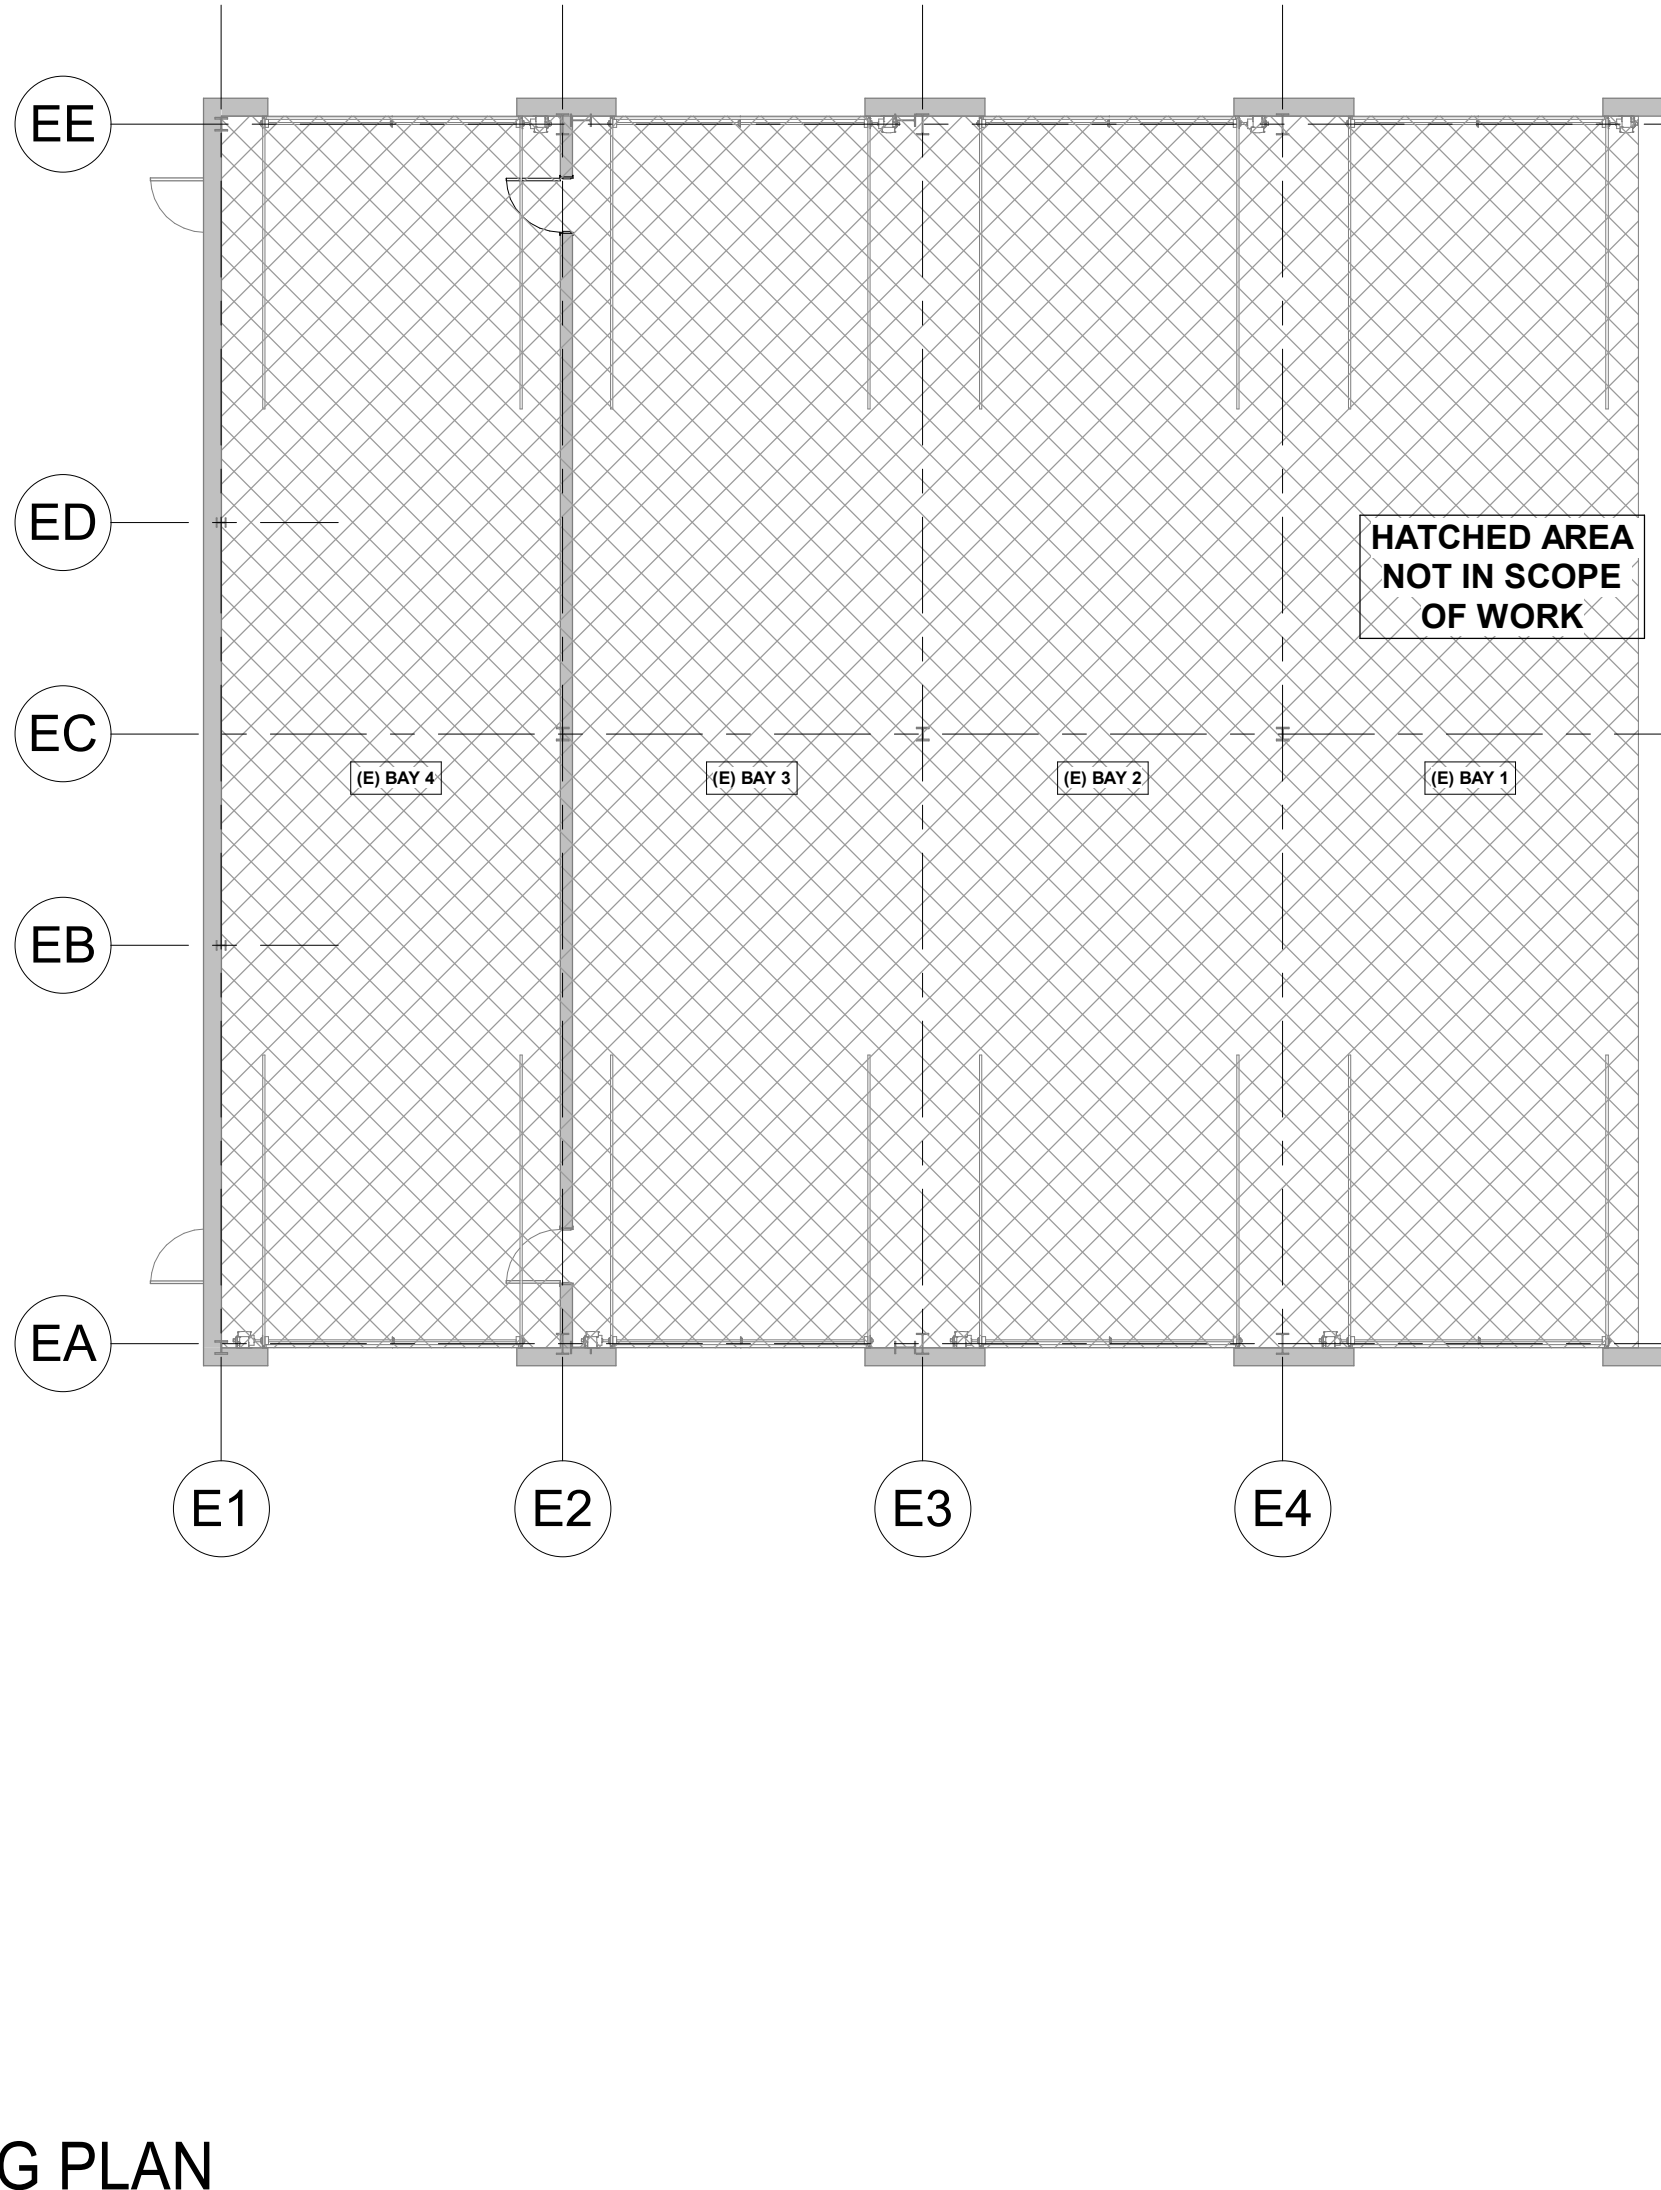 EE
ED
HATCHED AREA
NOT IN SCOPE
OF WORK
EC
(E) BAY 4
(E) BAY 3
(E) BAY 2
(E) BAY 1
EB
EA
E1
E2
E3
E4
G PLAN